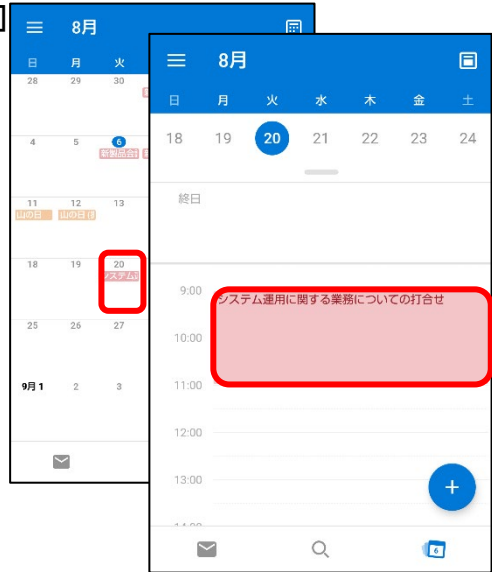 ]
8月
日 月 火
28 29 30
4 5 6
新製品会
11 12 13
山の日 山の日 (
18 19 20
システム
25 26 27
9月 1 2 3
8月
日 月 火 水 木 金 土
18 19 20 21 22 23 24
終日
9:00
システム運用に関する業務についての打合せ
10:00
11:00
12:00
13:00
+
14:00
6